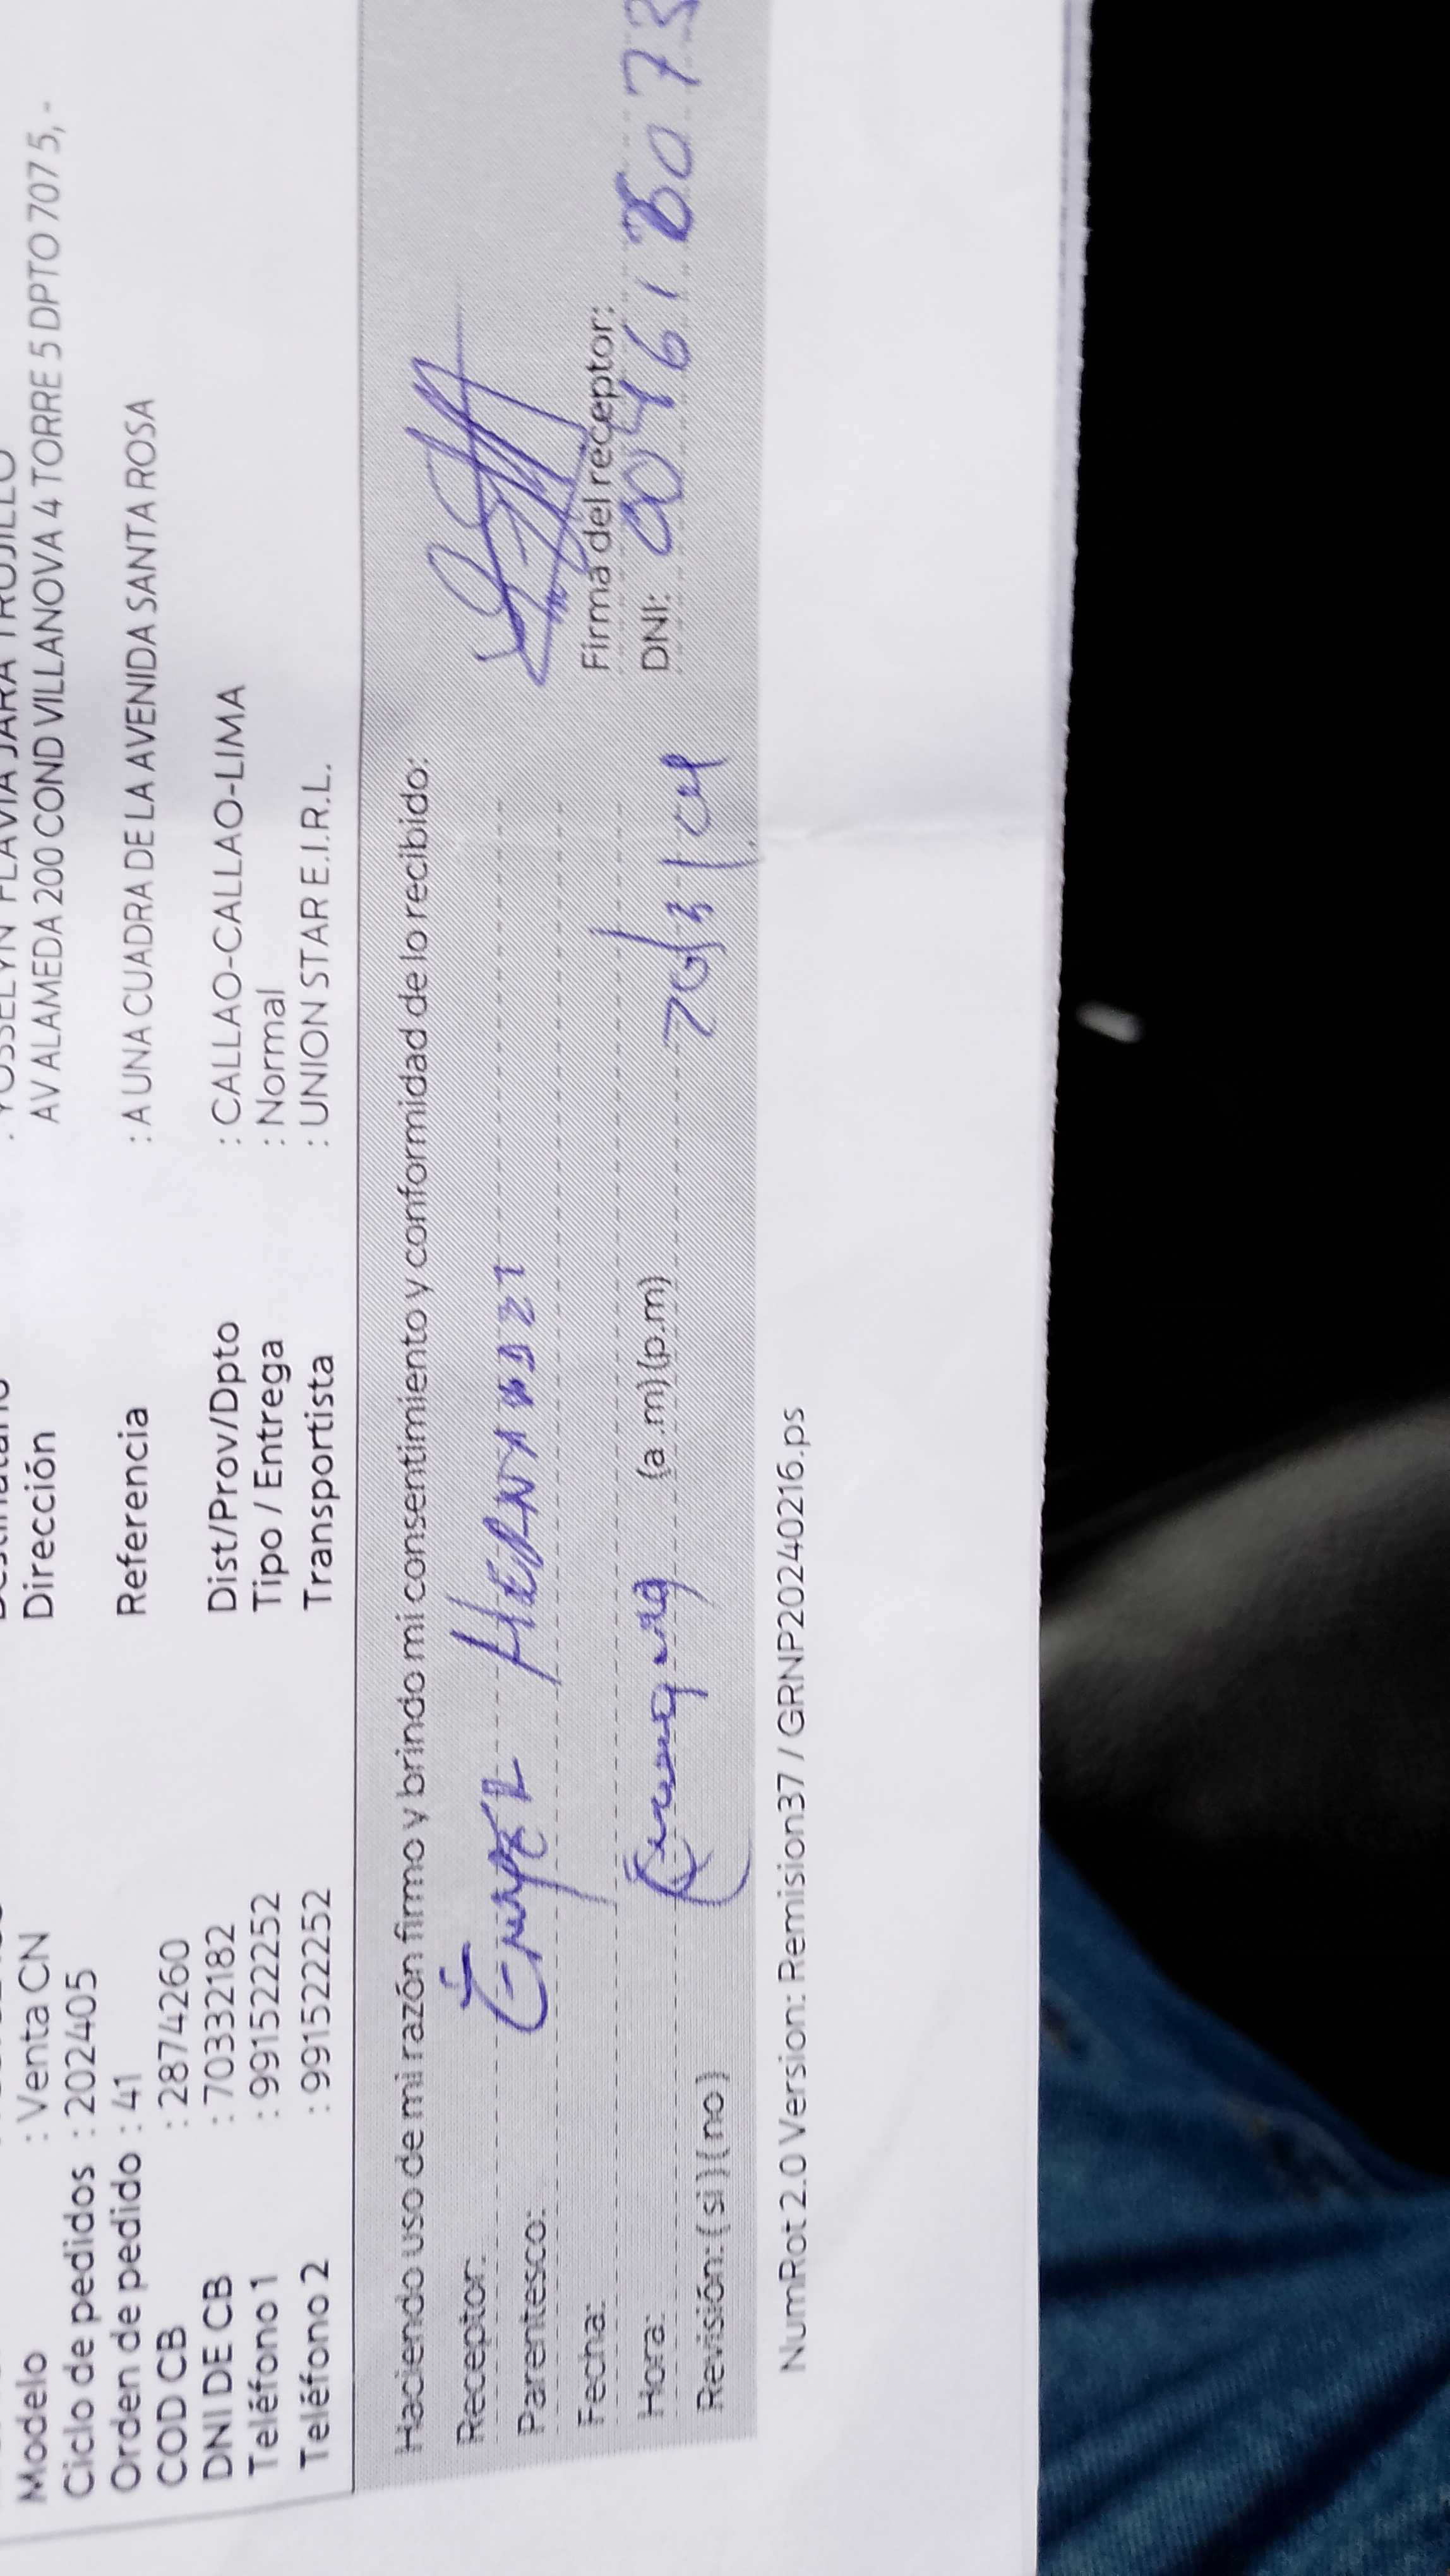 Modelo : Venta CN
Ciclo de pedidos : 202405
Orden de pedido : 41
COD CB : 2874260
DNI DE CB : 70332182
Teléfono 1 : 991522252
Teléfono 2 : 991522252
FLAVIA JARA TRUJILLO
Dirección AV ALAMEDA 200 COND VILLANOVA 4 TORRE 5 DPTO 707 5, -
Referencia : A UNA CUADRA DE LA AVENIDA SANTA ROSA
Dist/Prov/Dpto : CALLAO-CALLAO-LIMA
Tipo / Entrega : Normal
Transportista : UNION STAR E.I.R.L.
Haciendo uso de mi razón firmo y brindo mi consentimiento y conformidad de lo recibido:
Receptor:
Parentesco:
Fecha:
Hora: (a.m) (p.m)
Revisión: ( si ) ( no )
Firma del receptor:
DNI:
NumRot 2.0 Version: Remision37 / GRNP20240216.ps